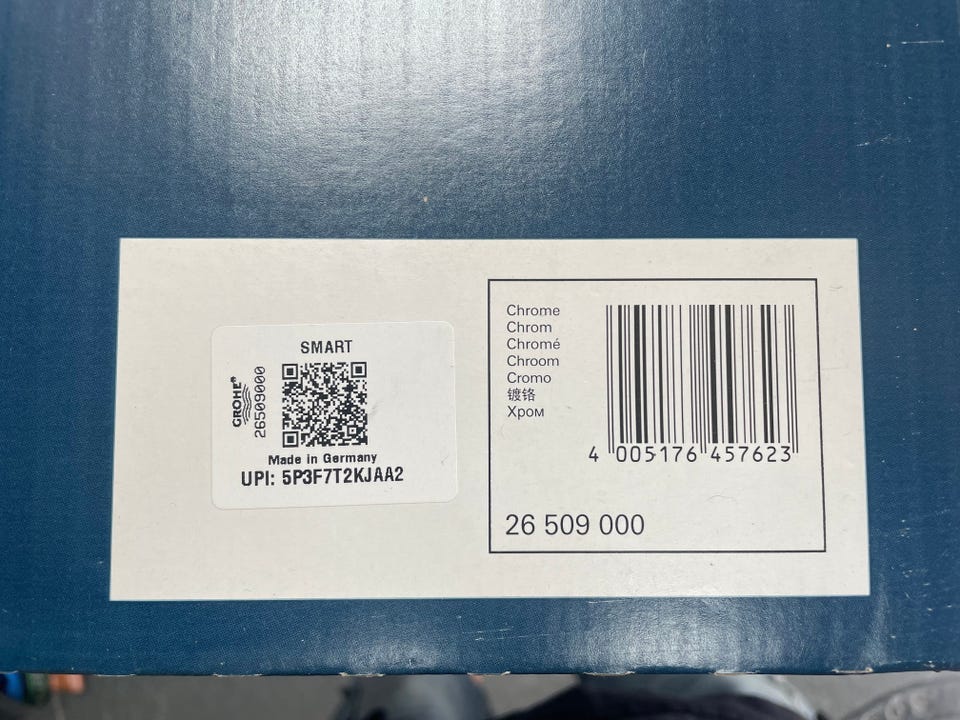 SMART
GROHE®
26509000
Made in Germany
UPI: 5P3F7T2KJAA2
Chrome
Chrom
Chromé
Chroom
Cromo
镀铬
Хром
4 005176 457623
26 509 000